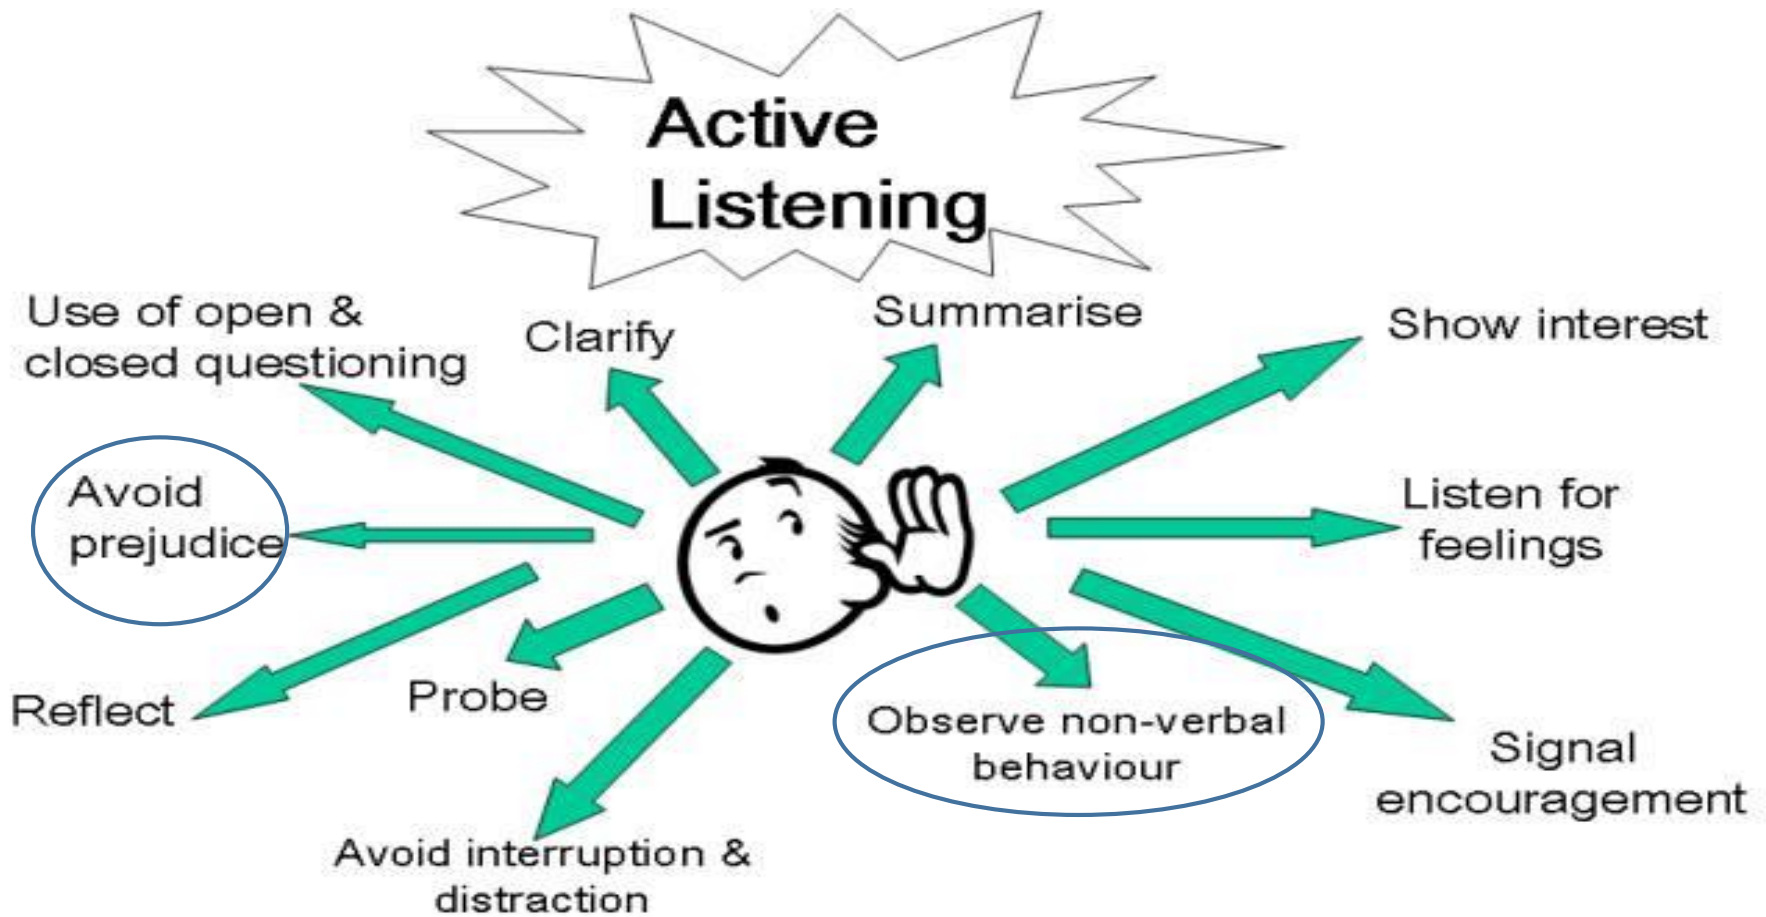 Active
Listening
Use of open &
closed questioning
Clarify
Summarise
Show interest
Avoid
prejudice
Listen for
feelings
Reflect
Probe
Observe non-verbal
behaviour
Signal
encouragement
Avoid interruption &
distraction